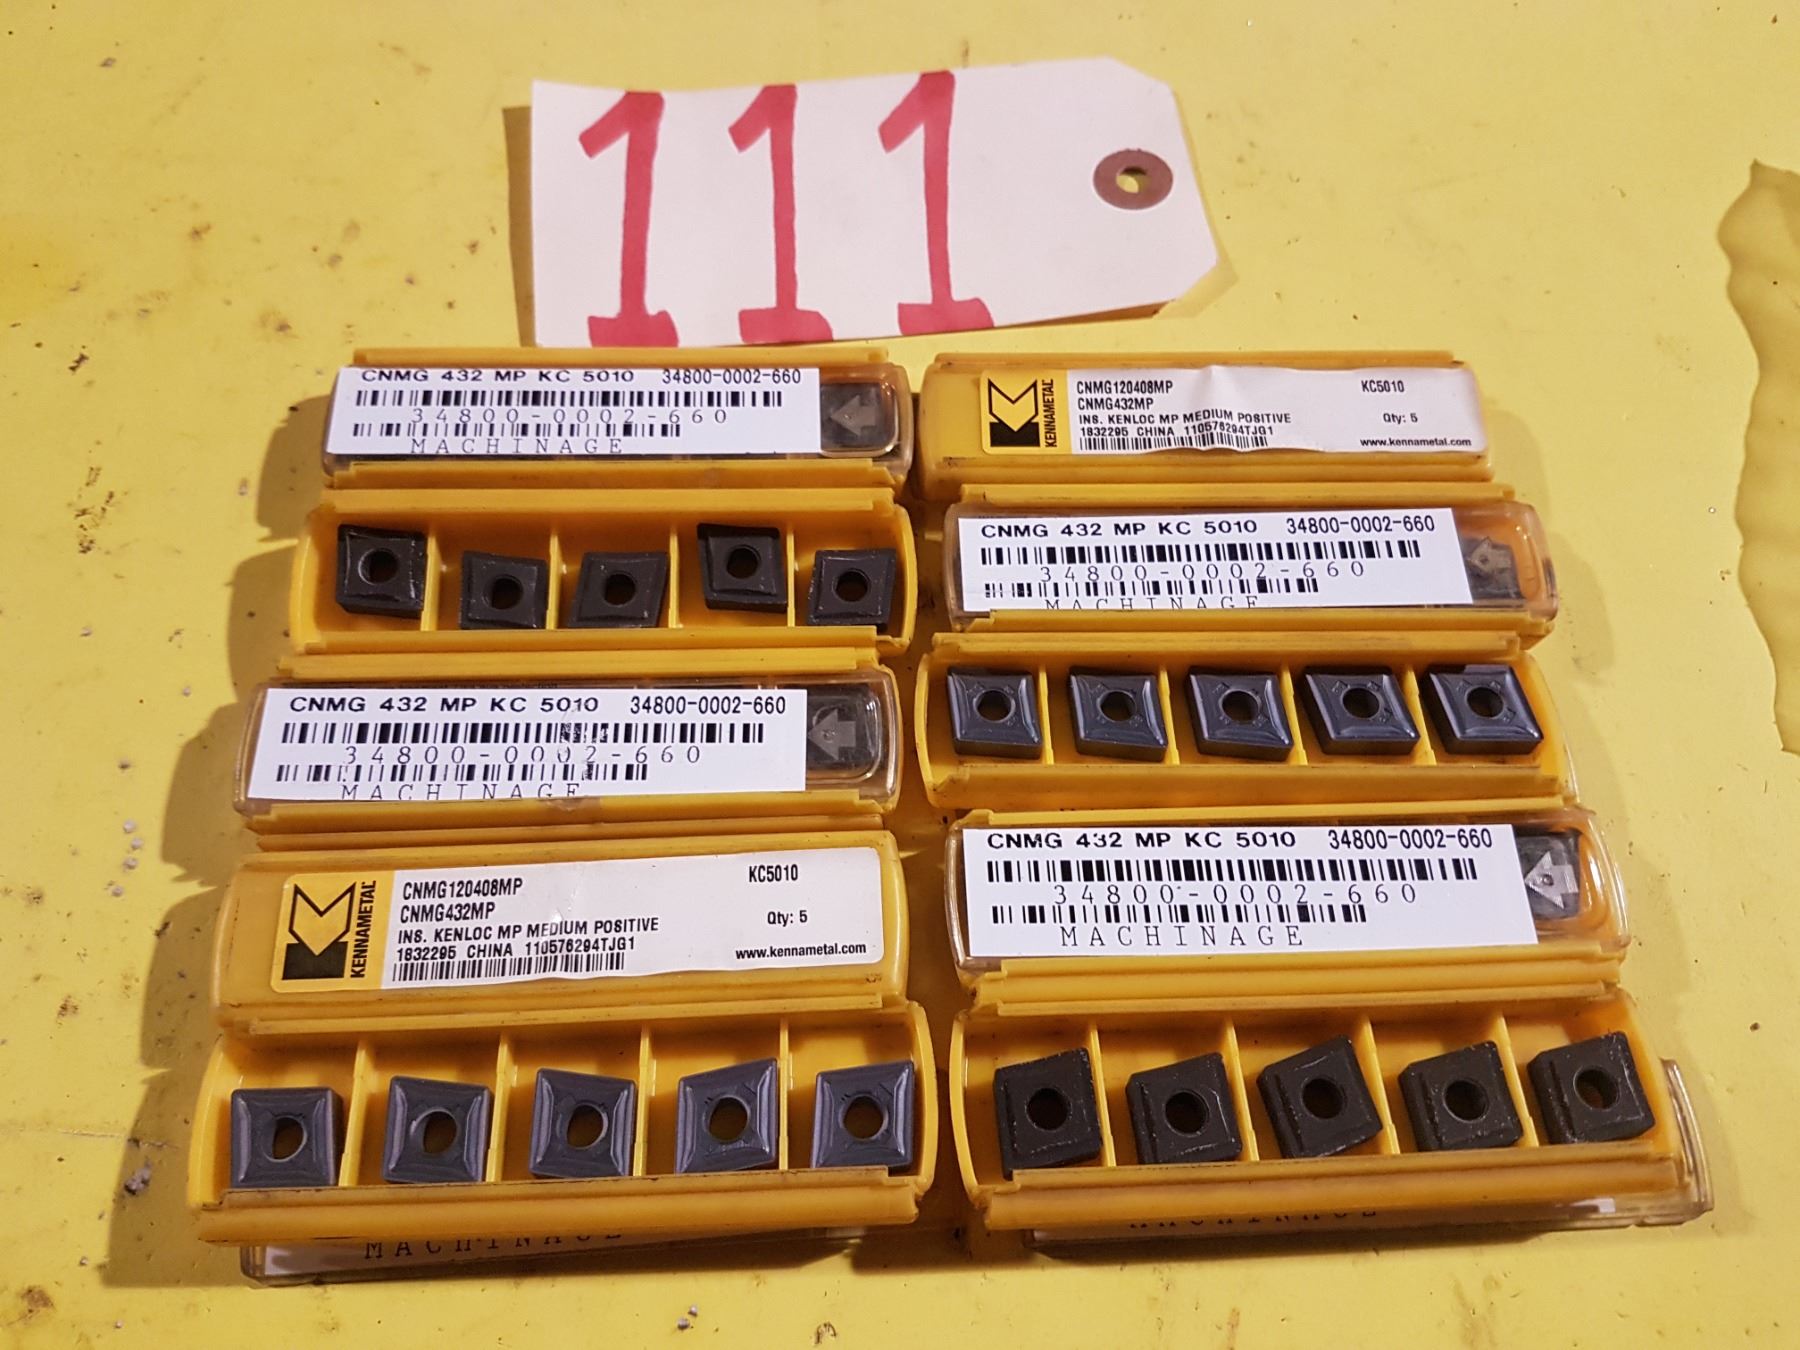 111
CNMG 432 MP KC 5010 34800-0002-660
34800-0002-660
MACHINAGE
KENNAMETAL
CNMG120408MP KC5010
CNMG432MP
INS. KENLOC MP MEDIUM POSITIVE Qty: 5
1832295 CHINA 110576294TJG1
www.kennametal.com
CNMG 432 MP KC 5010 34800-0002-660
34800-0002-660
MACHINAGE
CNMG 432 MP KC 5010 34800-0002-660
34800-0002-660
MACHINAGE
CNMG 432 MP KC 5010 34800-0002-660
34800-0002-660
MACHINAGE
KENNAMETAL
CNMG120408MP KC5010
CNMG432MP Qty: 5
INS. KENLOC MP MEDIUM POSITIVE
1832295 CHINA 110576294TJG1
www.kennametal.com
MACHINAGE
MACHINAGE